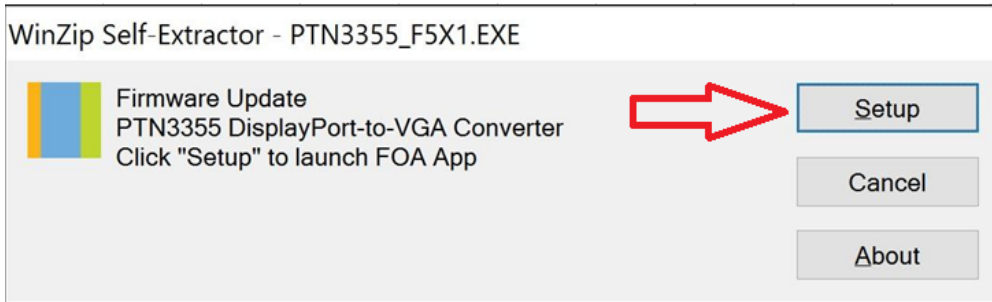 WinZip Self-Extractor - PTN3355_F5X1.EXE
Firmware Update
PTN3355 DisplayPort-to-VGA Converter
Click "Setup" to launch FOA App
Setup
Cancel
About